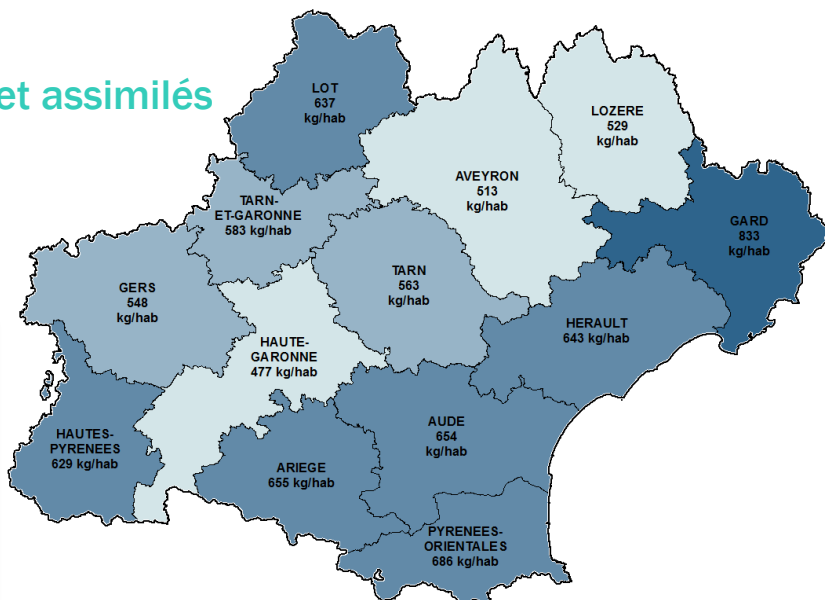 et assimilés
LOT
637
kg/hab
LOZERE
529
kg/hab
AVEYRON
513
kg/hab
TARN-
ET-GARONNE
583 kg/hab
GARD
833
kg/hab
GERS
548
kg/hab
TARN
563
kg/hab
HERAULT
643 kg/hab
HAUTE-
GARONNE
477 kg/hab
HAUTES-
PYRENEES
629 kg/hab
AUDE
654
kg/hab
ARIEGE
655 kg/hab
PYRENEES-
ORIENTALES
686 kg/hab